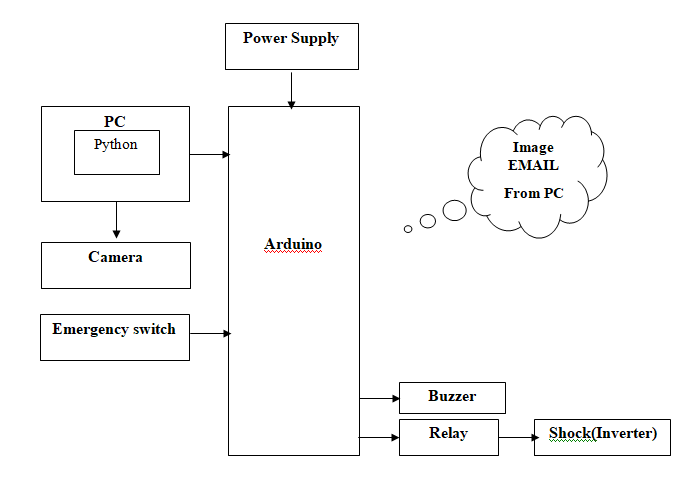 Power Supply
PC
Python
Image
EMAIL
From PC
Arduino
Camera
Emergency switch
Buzzer
Relay
Shock(Inverter)